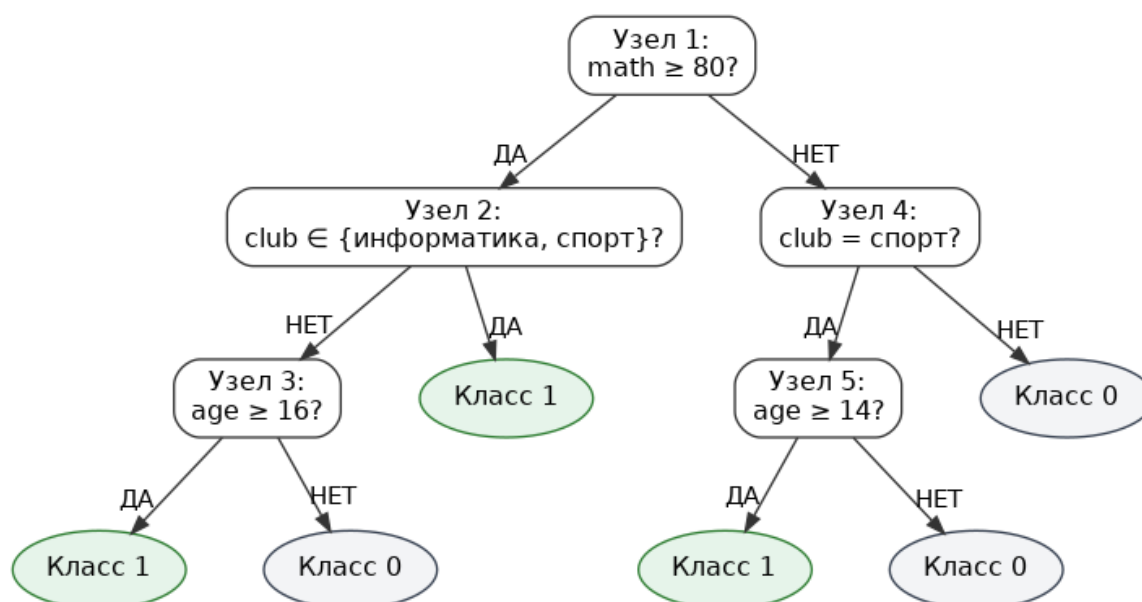 Узел 1:
math ≥ 80?
ДА
НЕТ
Узел 2:
club ∈ {информатика, спорт}?
Узел 4:
club = спорт?
НЕТ
ДА
ДА
НЕТ
Узел 3:
age ≥ 16?
Класс 1
Узел 5:
age ≥ 14?
Класс 0
ДА
НЕТ
ДА
НЕТ
Класс 1
Класс 0
Класс 1
Класс 0